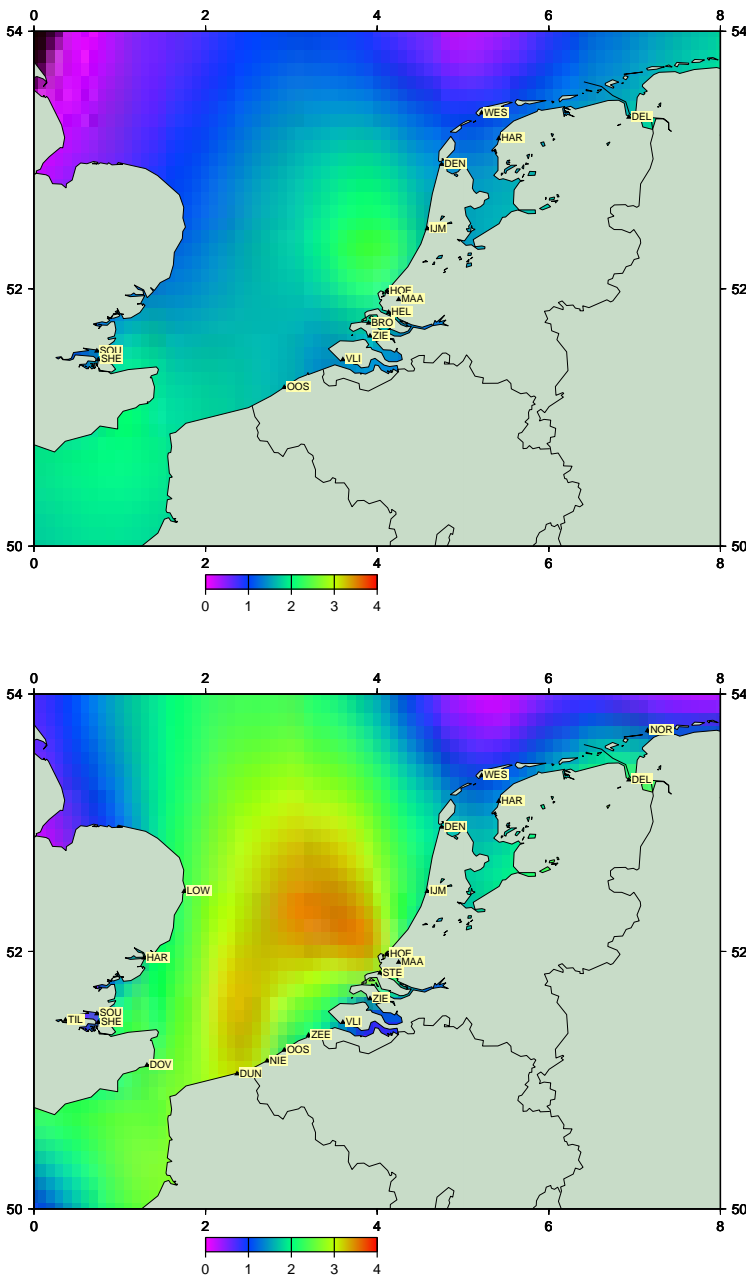 0 2 4 6 8
54 54
WES
DEL
HAR
DEN
IJM
52 52
HOE
MAA
HEL
BRO
ZIE
SOU
SHE
VLI
OOS
50 50
0 2 4 6 8
0 1 2 3 4
0 2 4 6 8
54 54
NOR
WES
DEL
HAR
DEN
LOW
IJM
52 52
HAR
HOE
MAA
STE
ZIE
SOU
TIL
SHE
VLI
ZEE
OOS
NIE
DOV
DUN
50 50
0 2 4 6 8
0 1 2 3 4